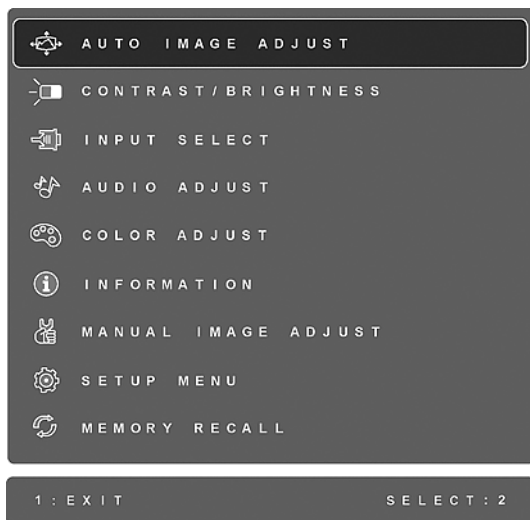 AUTO IMAGE ADJUST
CONTRAST/BRIGHTNESS
INPUT SELECT
AUDIO ADJUST
COLOR ADJUST
INFORMATION
MANUAL IMAGE ADJUST
SETUP MENU
MEMORY RECALL
1:EXIT SELECT:2